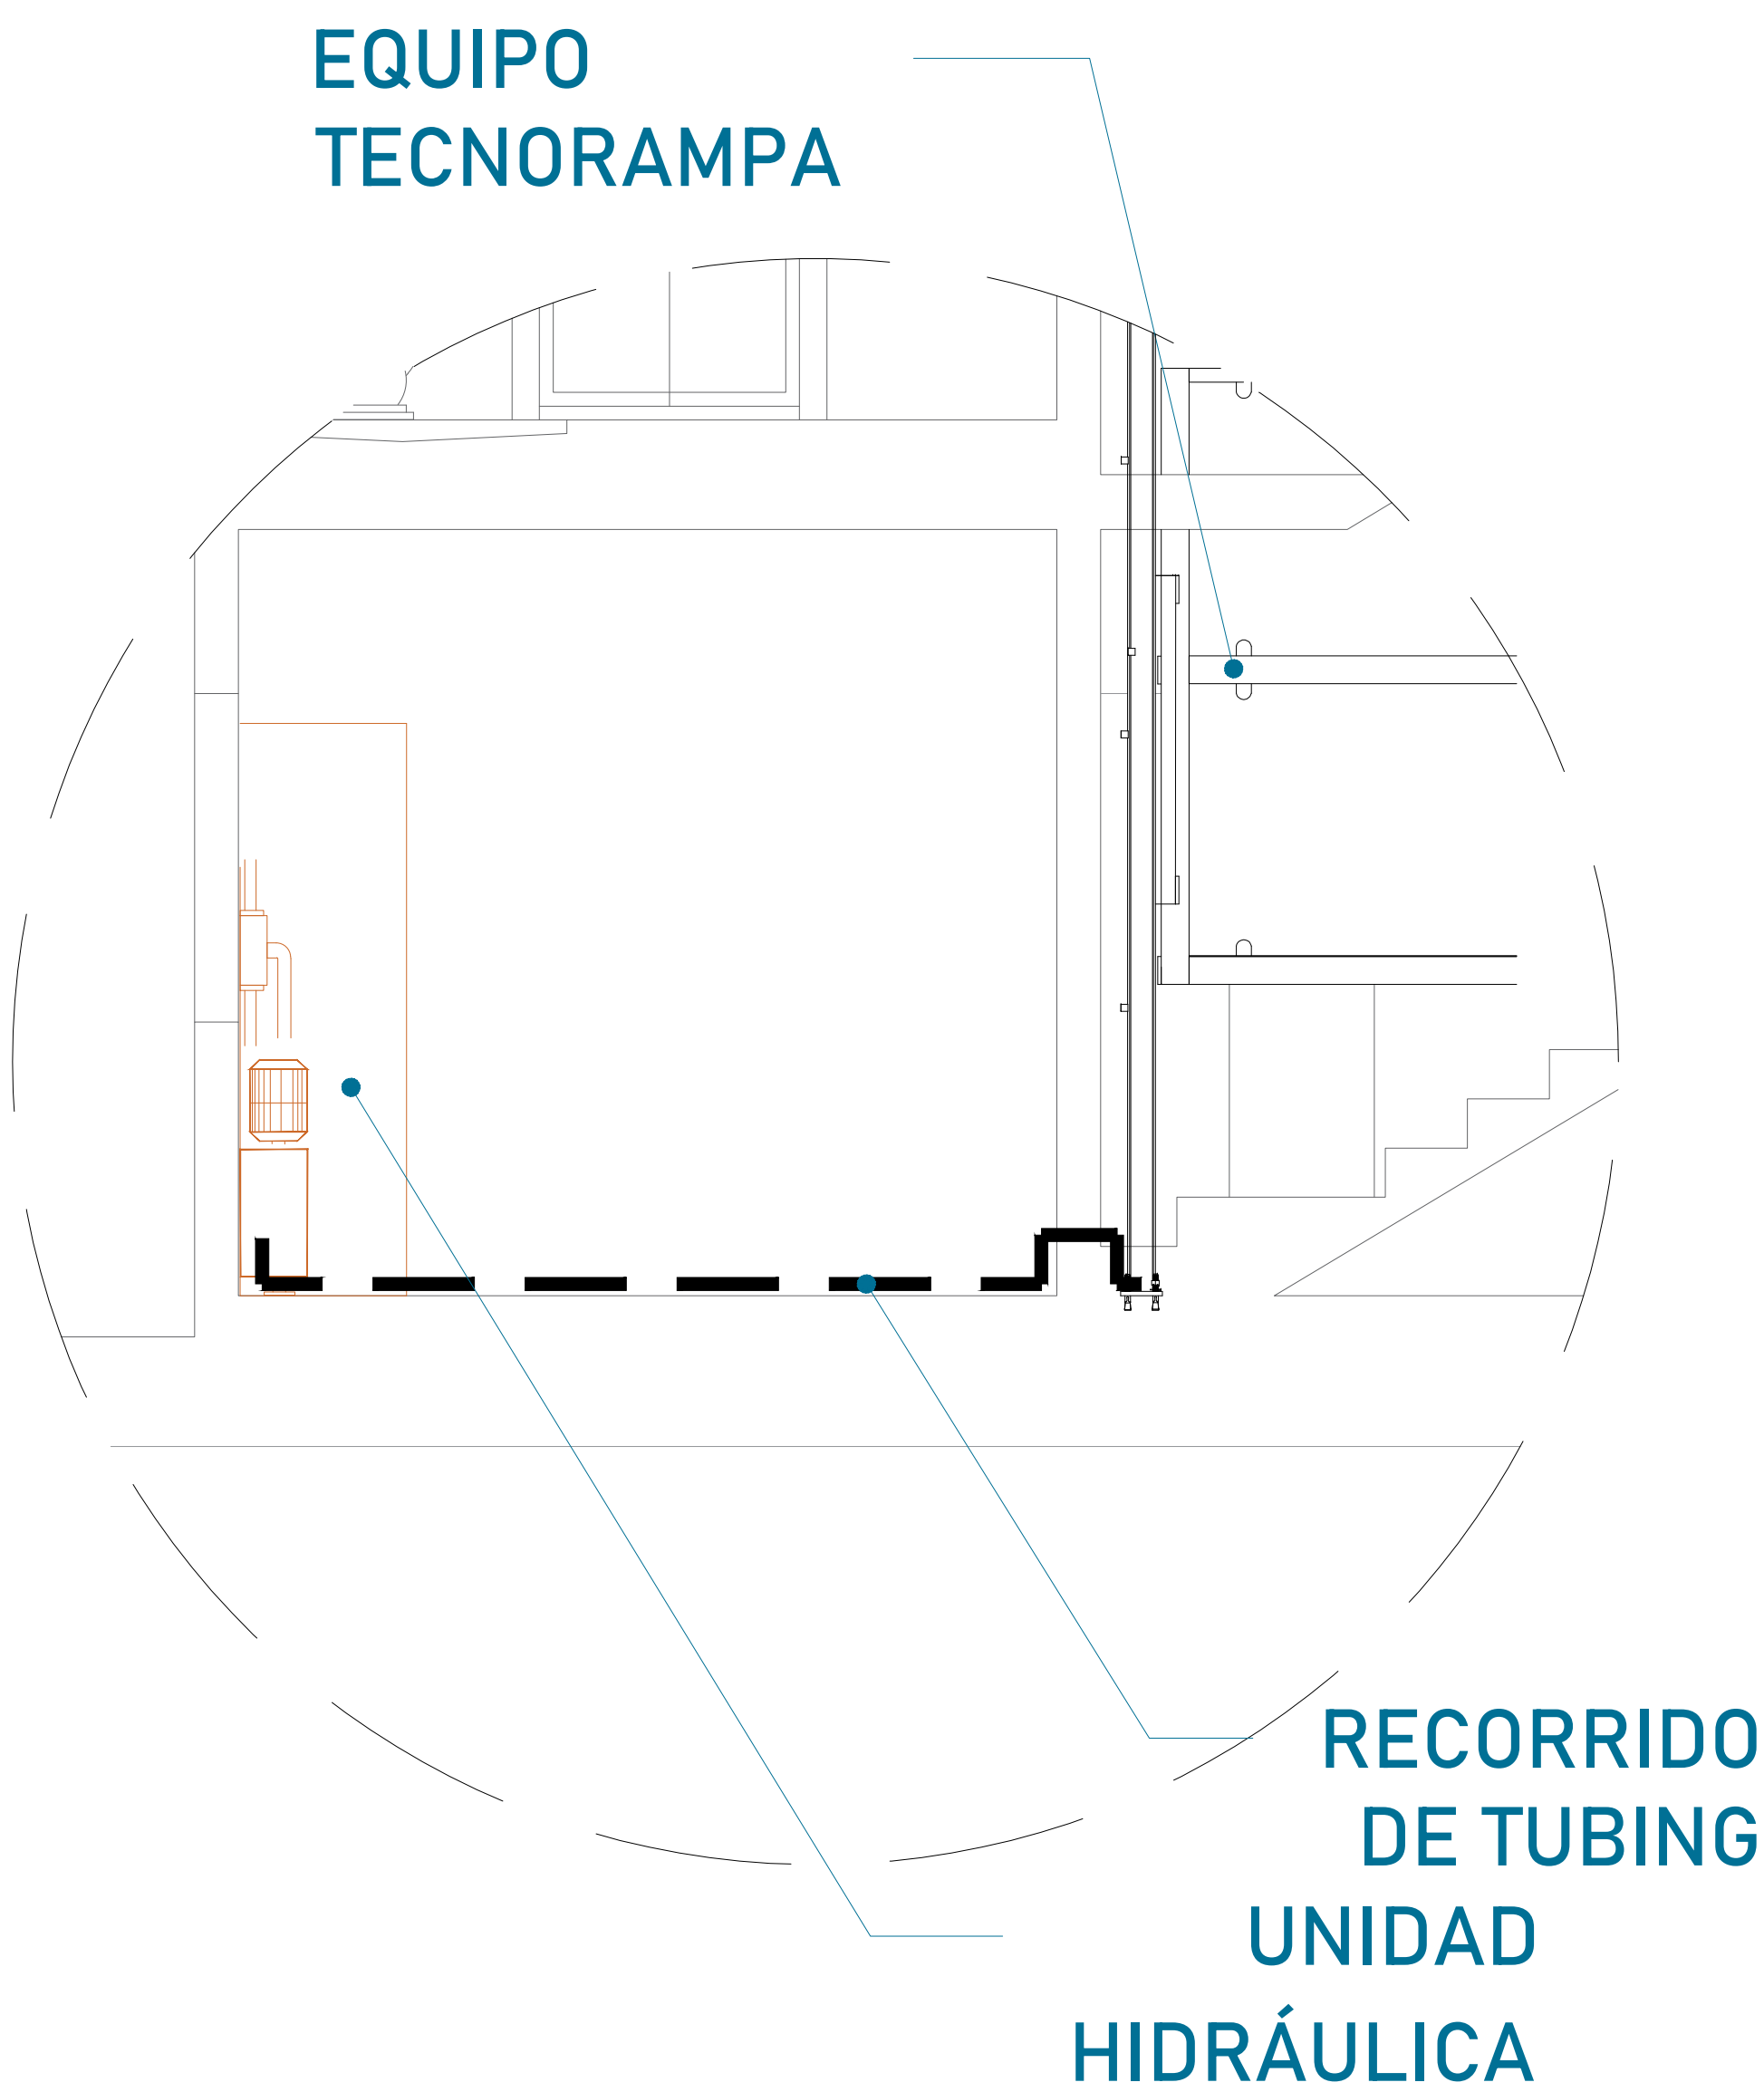 EQUIPO
TECNORAMPA
RECORRIDO
DE TUBING
UNIDAD
HIDRÁULICA